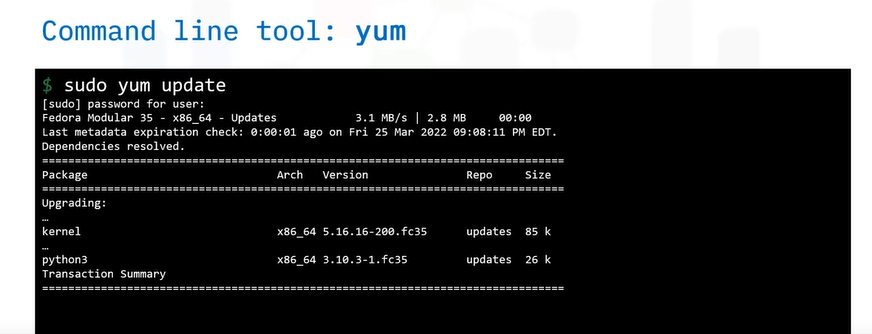 Command line tool: yum
$ sudo yum update
[sudo] password for user:
Fedora Modular 35 - x86_64 - Updates 3.1 MB/s | 2.8 MB 00:00
Last metadata expiration check: 0:00:01 ago on Fri 25 Mar 2022 09:08:11 PM EDT.
Dependencies resolved.
================================================================================
Package Arch Version Repo Size
================================================================================
Upgrading:
…
kernel x86_64 5.16.16-200.fc35 updates 85 k
…
python3 x86_64 3.10.3-1.fc35 updates 26 k
Transaction Summary
================================================================================